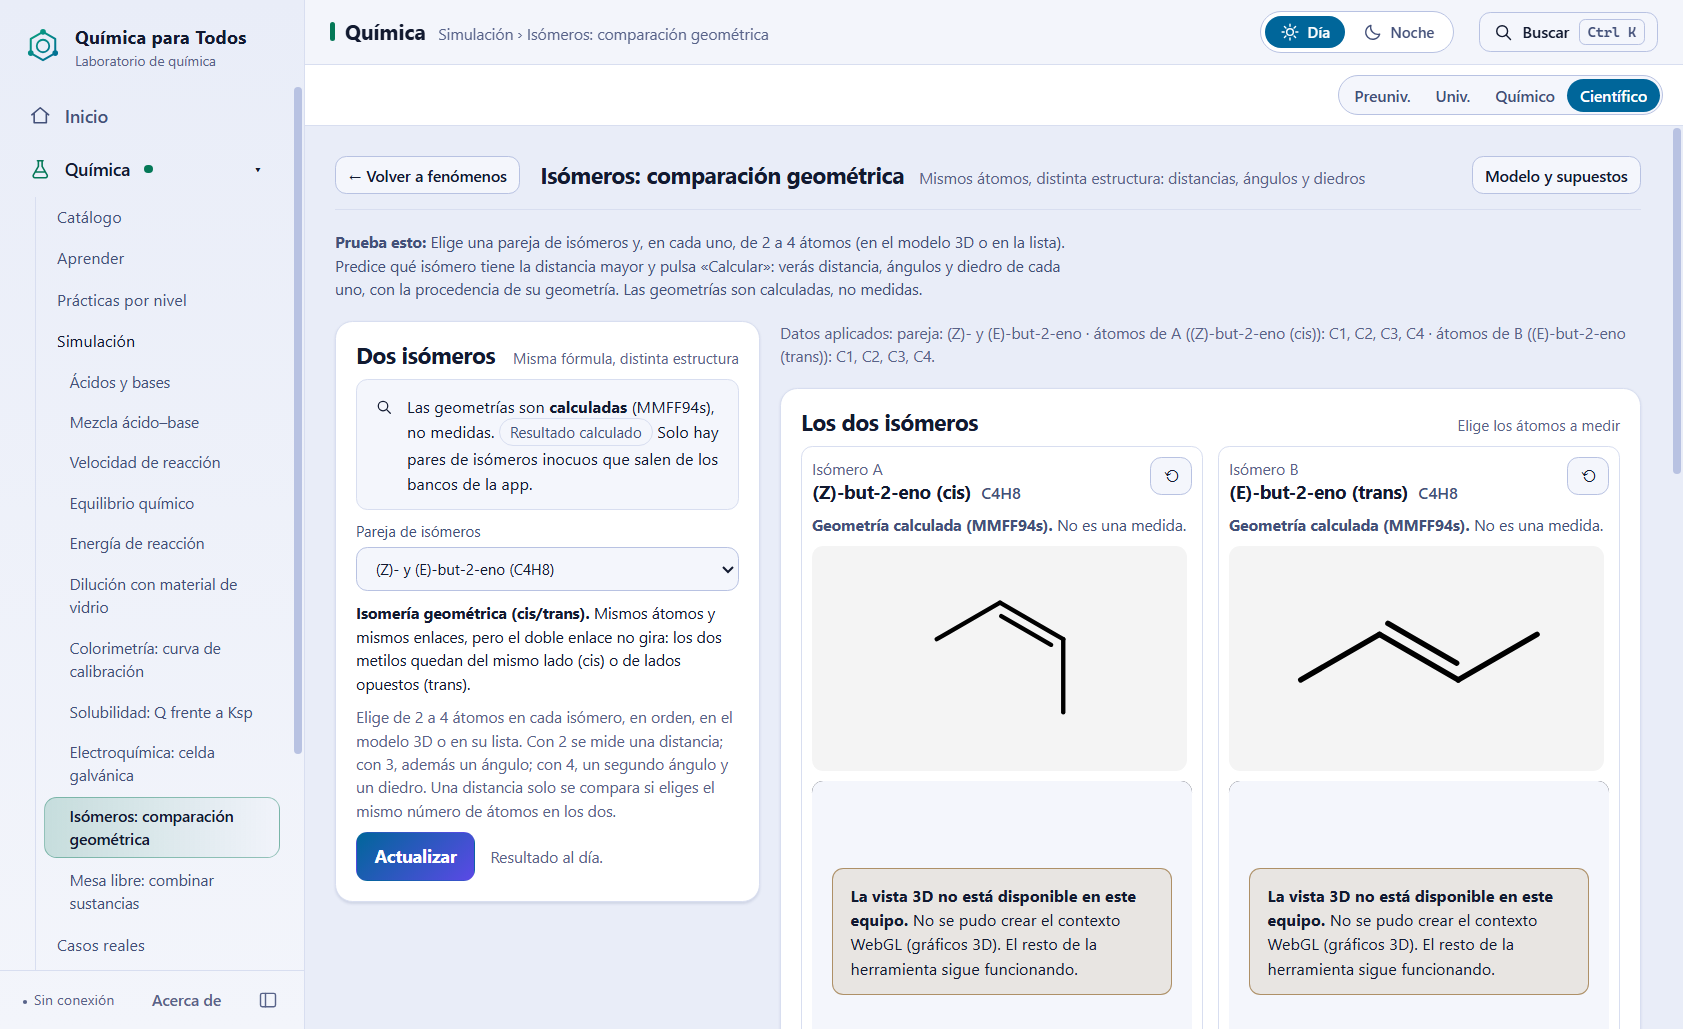 Química para Todos
Laboratorio de química
Inicio
Química
Catálogo
Aprender
Prácticas por nivel
Simulación
Ácidos y bases
Mezcla ácido–base
Velocidad de reacción
Equilibrio químico
Energía de reacción
Dilución con material de
vidrio
Colorimetría: curva de
calibración
Solubilidad: Q frente a Ksp
Electroquímica: celda
galvánica
Isómeros: comparación
geométrica
Mesa libre: combinar
sustancias
Casos reales
• Sin conexión
Acerca de
Química
Simulación › Isómeros: comparación geométrica
Día
Noche
Buscar
Ctrl K
Preuniv.
Univ.
Químico
Científico
← Volver a fenómenos
Isómeros: comparación geométrica
Mismos átomos, distinta estructura: distancias, ángulos y diedros
Modelo y supuestos
Prueba esto: Elige una pareja de isómeros y, en cada uno, de 2 a 4 átomos (en el modelo 3D o en la lista).
Predice qué isómero tiene la distancia mayor y pulsa «Calcular»: verás distancia, ángulos y diedro de cada
uno, con la procedencia de su geometría. Las geometrías son calculadas, no medidas.
Dos isómeros
Misma fórmula, distinta estructura
Las geometrías son calculadas (MMFF94s),
no medidas. Resultado calculado Solo hay
pares de isómeros inocuos que salen de los
bancos de la app.
Pareja de isómeros
(Z)- y (E)-but-2-eno (C4H8)
Isomería geométrica (cis/trans). Mismos átomos y
mismos enlaces, pero el doble enlace no gira: los dos
metilos quedan del mismo lado (cis) o de lados
opuestos (trans).
Elige de 2 a 4 átomos en cada isómero, en orden, en el
modelo 3D o en su lista. Con 2 se mide una distancia;
con 3, además un ángulo; con 4, un segundo ángulo y
un diedro. Una distancia solo se compara si eliges el
mismo número de átomos en los dos.
Actualizar
Resultado al día.
Datos aplicados: pareja: (Z)- y (E)-but-2-eno · átomos de A ((Z)-but-2-eno (cis)): C1, C2, C3, C4 · átomos de B ((E)-but-2-eno
(trans)): C1, C2, C3, C4.
Los dos isómeros
Elige los átomos a medir
Isómero A
(Z)-but-2-eno (cis) C4H8
Geometría calculada (MMFF94s). No es una medida.
La vista 3D no está disponible en este
equipo. No se pudo crear el contexto
WebGL (gráficos 3D). El resto de la
herramienta sigue funcionando.
Isómero B
(E)-but-2-eno (trans) C4H8
Geometría calculada (MMFF94s). No es una medida.
La vista 3D no está disponible en este
equipo. No se pudo crear el contexto
WebGL (gráficos 3D). El resto de la
herramienta sigue funcionando.